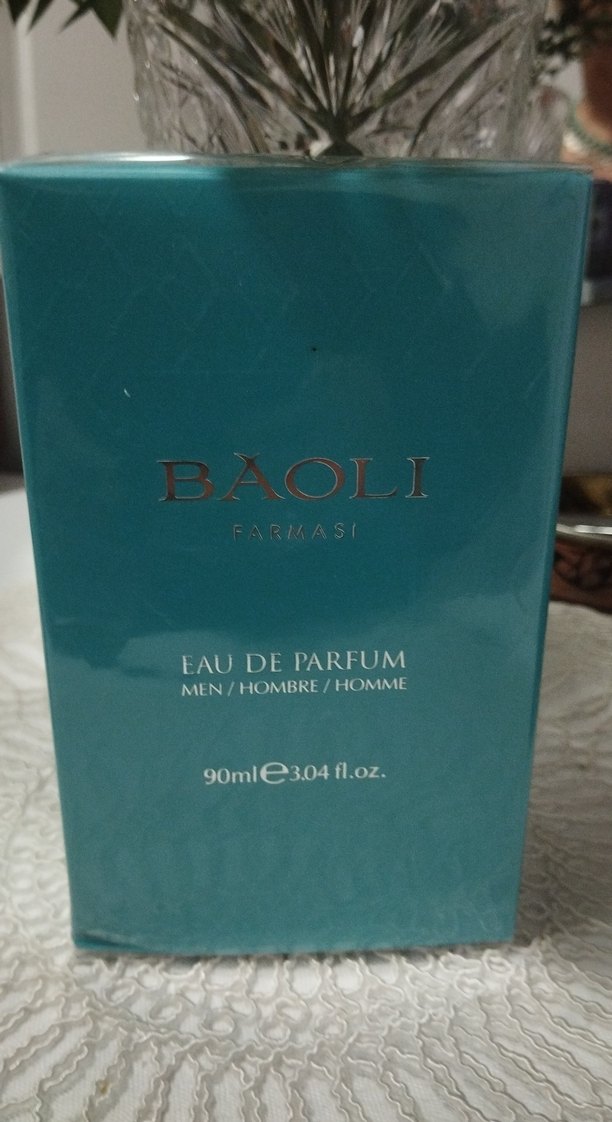 BAOLI
FARMASi
EAU DE PARFUM
MEN / HOMBRE / HOMME
90ml℮3.04 fl.oz.